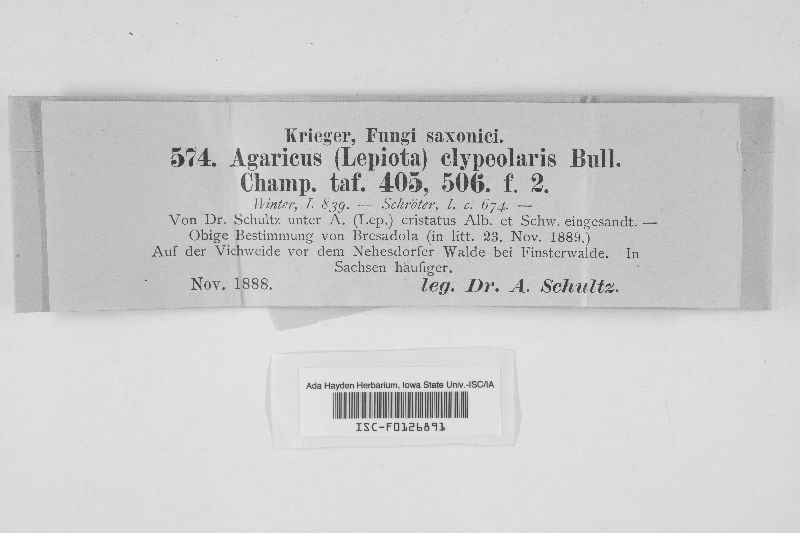 Krieger, Fungi saxonici.
574. Agaricus (Lepiota) clypeolaris Bull.
Champ. taf. 405, 506. f. 2.
Winter, I. 839. — Schröter, l. c. 674. —
Von Dr. Schultz unter A. (Lep.) cristatus Alb. et Schw. eingesandt. —
Obige Bestimmung von Bresadola (in litt. 23. Nov. 1889.)
Auf der Viehweide vor dem Nehesdorfer Walde bei Finsterwalde. In
Sachsen häufiger.
Nov. 1888. leg. Dr. A. Schultz.
Ada Hayden Herbarium, Iowa State Univ.-ISC/IA
ISC-F0126891